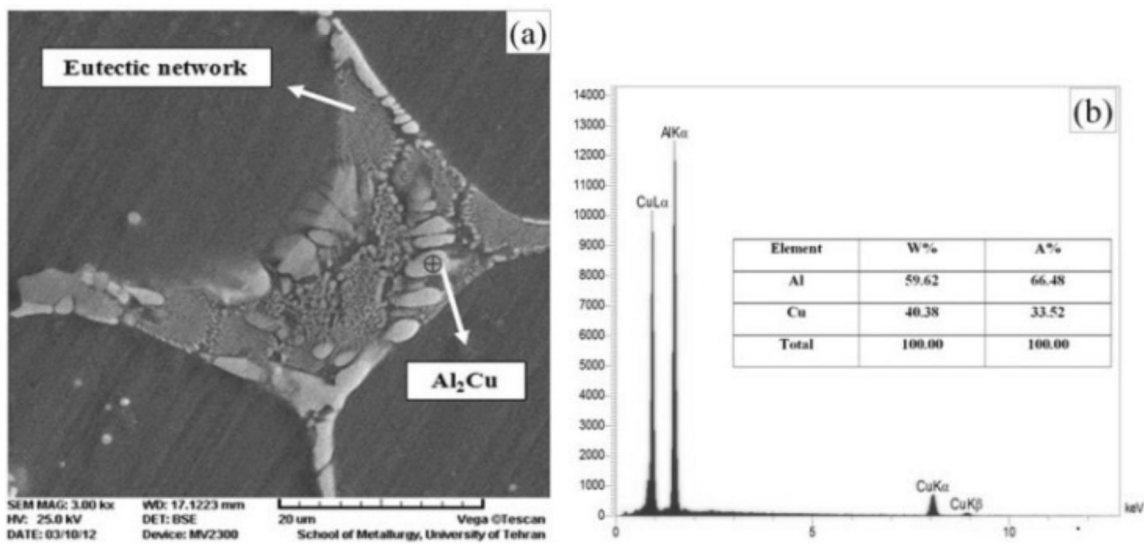 (a)
Eutectic network
Al₂Cu
SEM MAG: 3.00 kx WD: 17.1223 mm
HV: 25.0 kV DET: BSE 20 um Vega ©Tescan
DATE: 03/10/12 Device: MV2300 School of Metallurgy, University of Tehran
(b)
14000
13000
12000
11000
10000
9000
8000
7000
6000
5000
4000
3000
2000
1000
0
AlKα
CuLα
Element W% A%
Al 59.62 66.48
Cu 40.38 33.52
Total 100.00 100.00
CuKα
CuKβ
0 5 10 keV